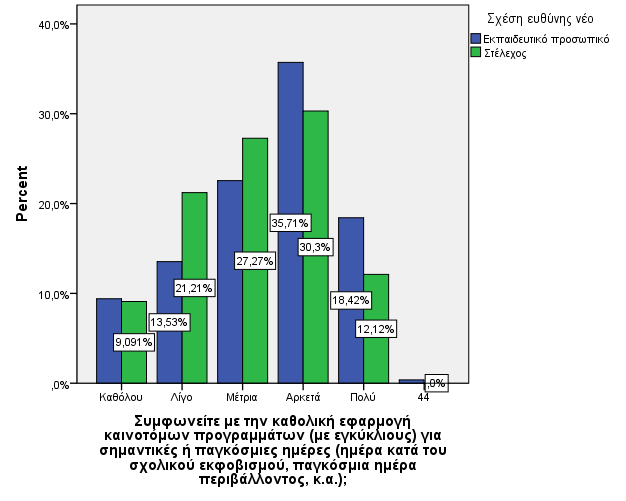 Σχέση ευθύνης νέο
Εκπαιδευτικό προσωπικό
Στέλεχος
40,0%
30,0%
20,0%
10,0%
,0%
Percent
35,71%
30,3%
27,27%
21,21%
18,42%
13,53%
12,12%
9,091%
,0%
Καθόλου Λίγο Μέτρια Αρκετά Πολύ 44
Συμφωνείτε με την καθολική εφαρμογή
καινοτόμων προγραμμάτων (με εγκύκλιους) για
σημαντικές ή παγκόσμιες ημέρες (ημέρα κατά του
σχολικού εκφοβισμού, παγκόσμια ημέρα
περιβάλλοντος, κ.α.);